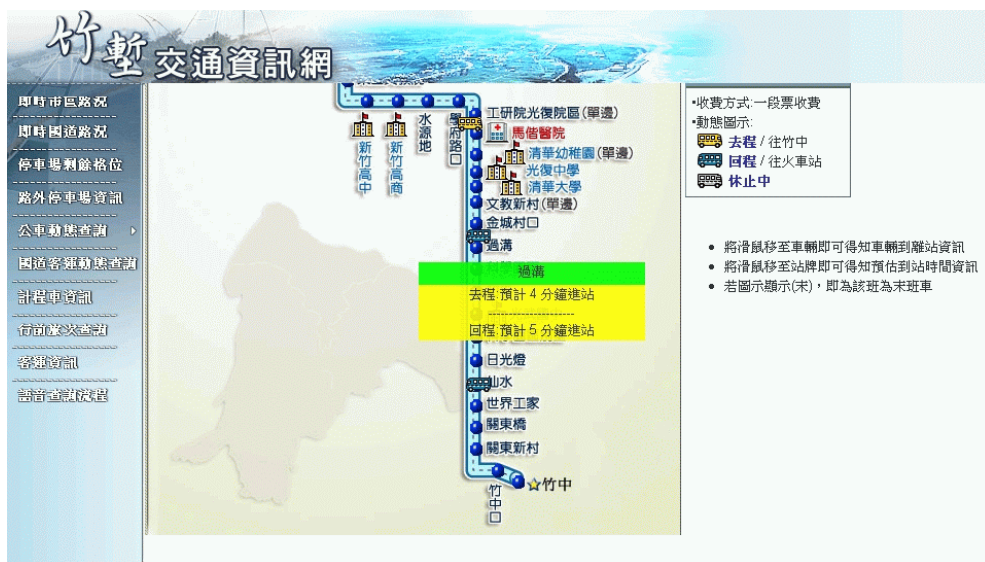 竹塹交通資訊網
即時市區路況
即時國道路況
停車場剩餘格位
路外停車場資訊
公車動態查詢
國道客運動態查詢
計程車資訊
行前班次查詢
客運資訊
語音查詢流程
新竹高中
新竹高商
水源地
學府路口
工研院光復院區(單邊)
馬偕醫院
清華幼稚園(單邊)
光復中學
清華大學
文教新村(單邊)
金城村口
過溝
過溝
去程:預計 4 分鐘進站
----------------------
回程:預計 5 分鐘進站
日光燈
仙水
世界工家
關東橋
關東新村
竹中口
☆竹中
•收費方式:一段票收費
•動態圖示:
去程 / 往竹中
回程 / 往火車站
休止中
• 將滑鼠移至車輛即可得知車輛到離站資訊
• 將滑鼠移至站牌即可得知預估到站時間資訊
• 若圖示顯示(末)，即為該班為末班車